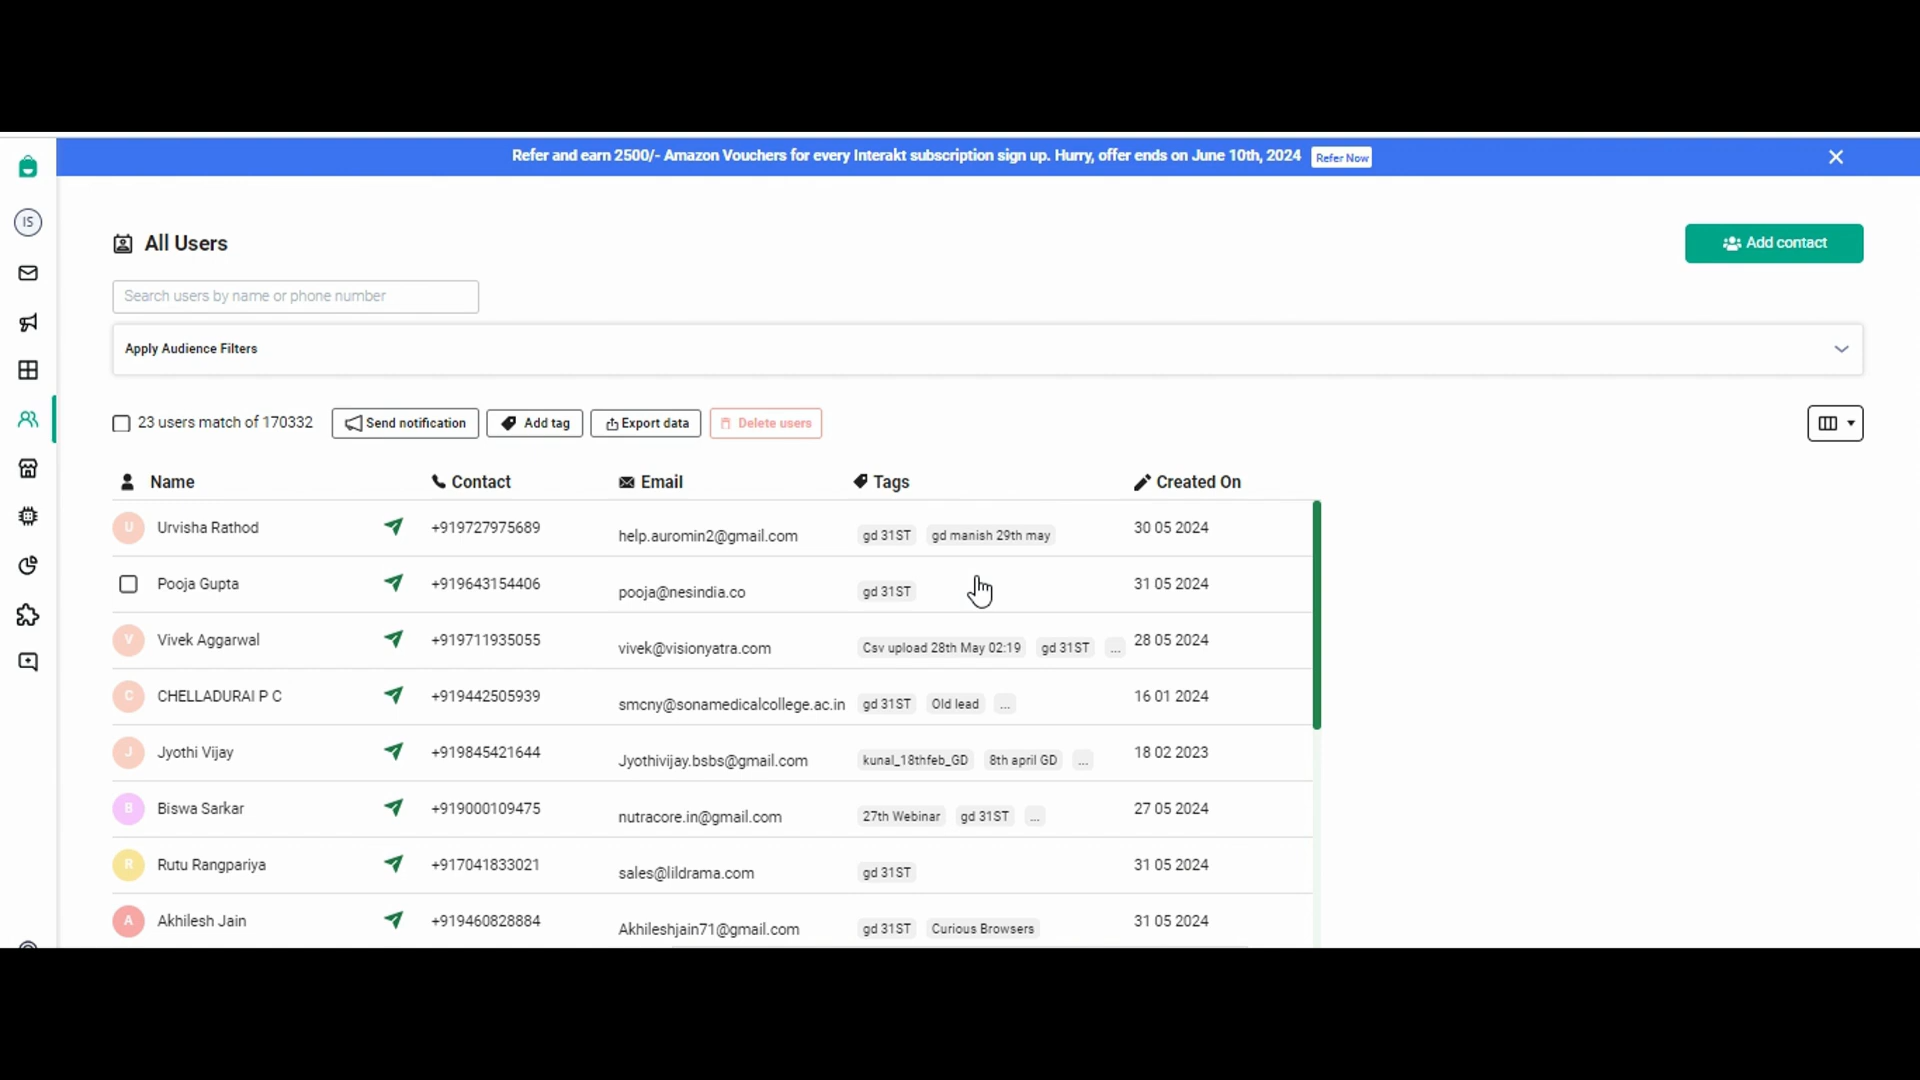 Refer and earn 2500/- Amazon Vouchers for every Interakt subscription sign up. Hurry, offer ends on June 10th, 2024 Refer Now
IS
All Users
Add contact
Search users by name or phone number
Apply Audience Filters
23 users match of 170332 Send notification Add tag Export data Delete users
Name Contact Email Tags Created On
U Urvisha Rathod +919727975689 help.auromin2@gmail.com gd 31ST gd manish 29th may 30 05 2024
Pooja Gupta +919643154406 pooja@nesindia.co gd 31ST 31 05 2024
V Vivek Aggarwal +919711935055 vivek@visionyatra.com Csv upload 28th May 02:19 gd 31ST ... 28 05 2024
C CHELLADURAI P C +919442505939 smcny@sonamedicalcollege.ac.in gd 31ST Old lead ... 16 01 2024
J Jyothi Vijay +919845421644 Jyothivijay.bsbs@gmail.com kunal_18thfeb_GD 8th april GD ... 18 02 2023
B Biswa Sarkar +919000109475 nutracore.in@gmail.com 27th Webinar gd 31ST ... 27 05 2024
R Rutu Rangpariya +917041833021 sales@lildrama.com gd 31ST 31 05 2024
A Akhilesh Jain +919460828884 Akhileshjain71@gmail.com gd 31ST Curious Browsers 31 05 2024